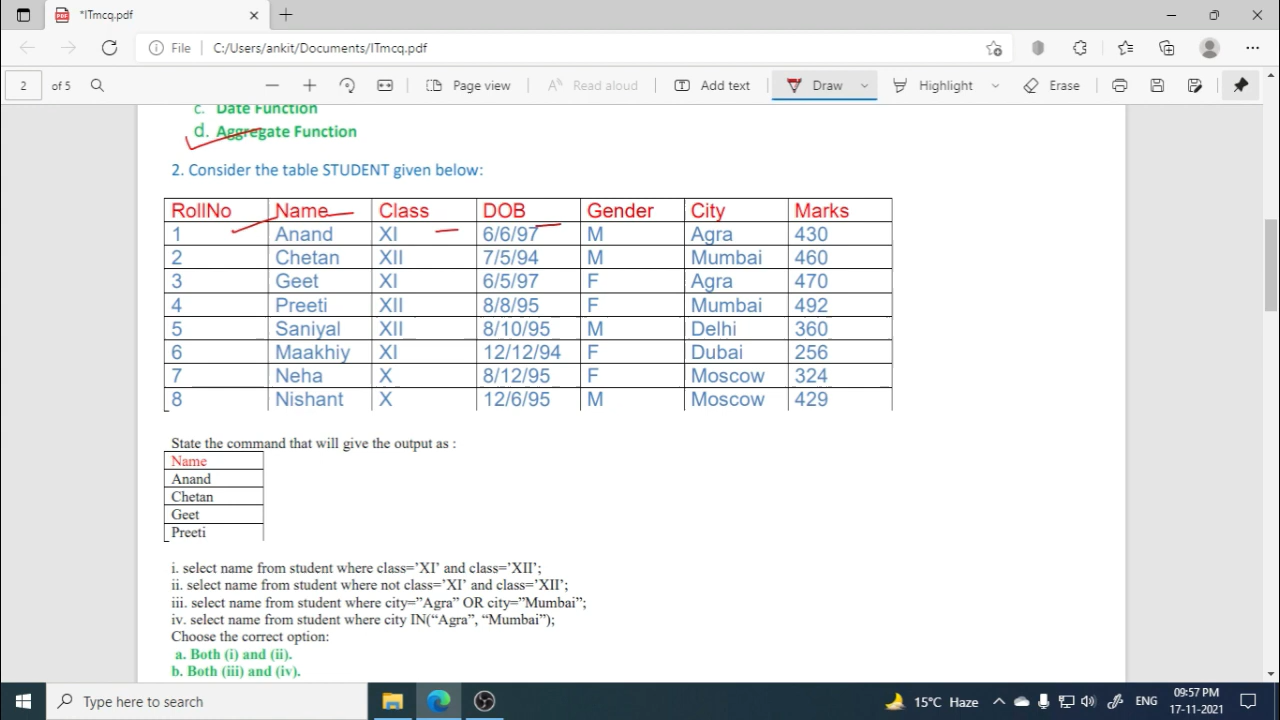 *ITmcq.pdf
File C:/Users/ankit/Documents/ITmcq.pdf
2 of 5 Page view Read aloud Add text Draw Highlight Erase
c. Date Function
d. Aggregate Function
2. Consider the table STUDENT given below:
RollNo Name Class DOB Gender City Marks
1 Anand XI 6/6/97 M Agra 430
2 Chetan XII 7/5/94 M Mumbai 460
3 Geet XI 6/5/97 F Agra 470
4 Preeti XII 8/8/95 F Mumbai 492
5 Saniyal XII 8/10/95 M Delhi 360
6 Maakhiy XI 12/12/94 F Dubai 256
7 Neha X 8/12/95 F Moscow 324
8 Nishant X 12/6/95 M Moscow 429
State the command that will give the output as :
Name
Anand
Chetan
Geet
Preeti
i. select name from student where class=’XI’ and class=’XII’;
ii. select name from student where not class=’XI’ and class=’XII’;
iii. select name from student where city=”Agra” OR city=”Mumbai”;
iv. select name from student where city IN(“Agra”, “Mumbai”);
Choose the correct option:
a. Both (i) and (ii).
b. Both (iii) and (iv).
Type here to search 15°C Haze ENG 09:57 PM
17-11-2021